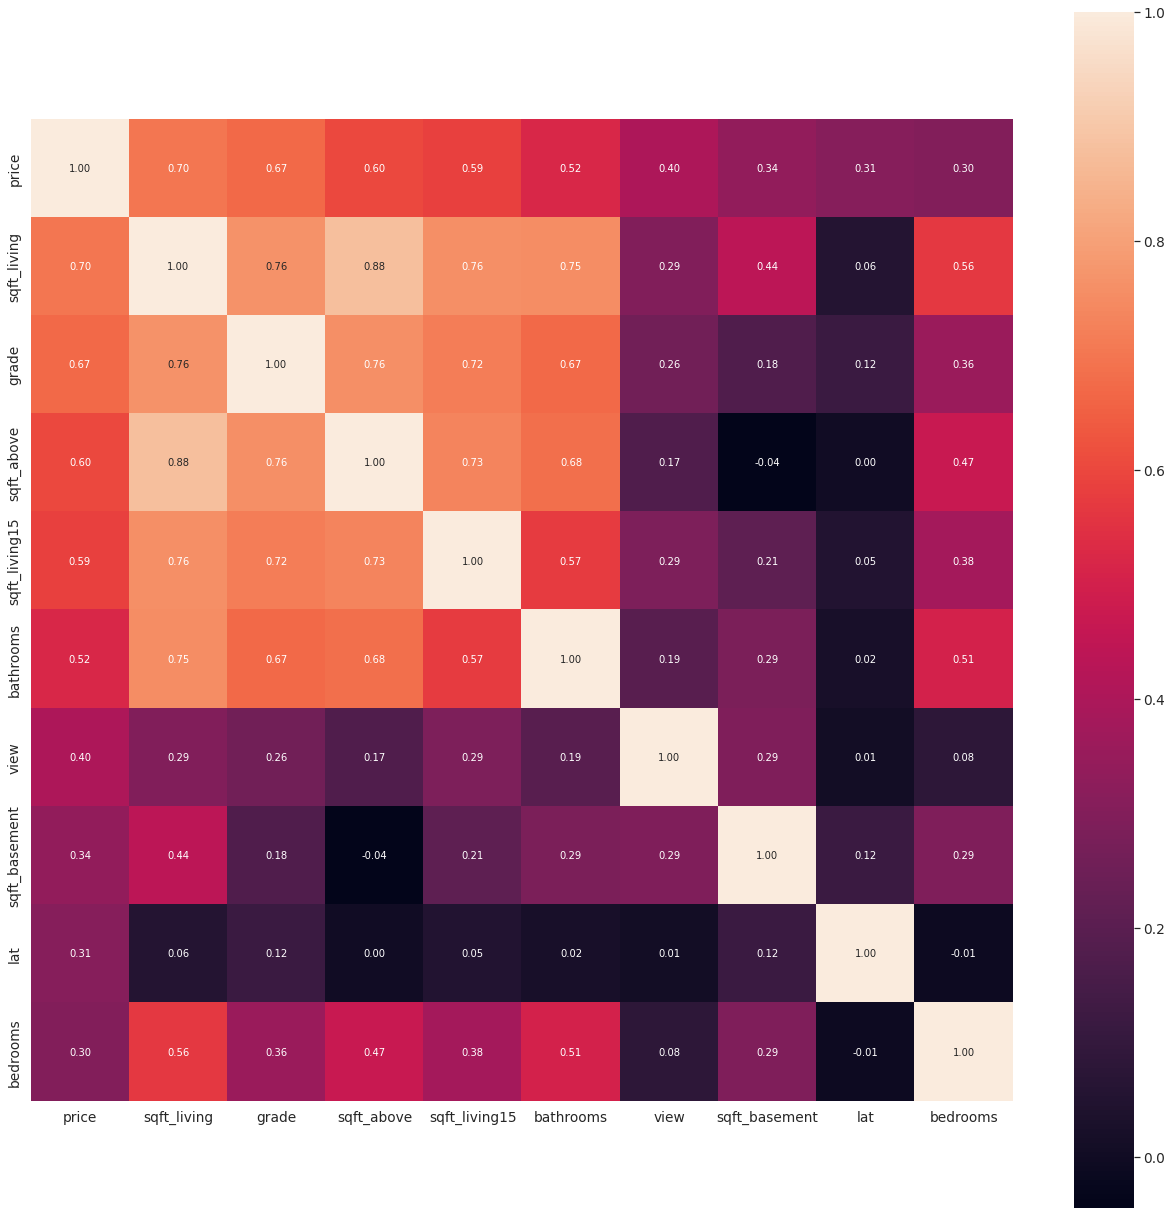 1.0
price 1.00 0.70 0.67 0.60 0.59 0.52 0.40 0.34 0.31 0.30
0.8
sqft_living 0.70 1.00 0.76 0.88 0.76 0.75 0.29 0.44 0.06 0.56
grade 0.67 0.76 1.00 0.76 0.72 0.67 0.26 0.18 0.12 0.36
sqft_above 0.60 0.88 0.76 1.00 0.73 0.68 0.17 -0.04 0.00 0.47
0.6
sqft_living15 0.59 0.76 0.72 0.73 1.00 0.57 0.29 0.21 0.05 0.38
bathrooms 0.52 0.75 0.67 0.68 0.57 1.00 0.19 0.29 0.02 0.51
0.4
view 0.40 0.29 0.26 0.17 0.29 0.19 1.00 0.29 0.01 0.08
sqft_basement 0.34 0.44 0.18 -0.04 0.21 0.29 0.29 1.00 0.12 0.29
0.2
lat 0.31 0.06 0.12 0.00 0.05 0.02 0.01 0.12 1.00 -0.01
bedrooms 0.30 0.56 0.36 0.47 0.38 0.51 0.08 0.29 -0.01 1.00
price sqft_living grade sqft_above sqft_living15 bathrooms view sqft_basement lat bedrooms
0.0